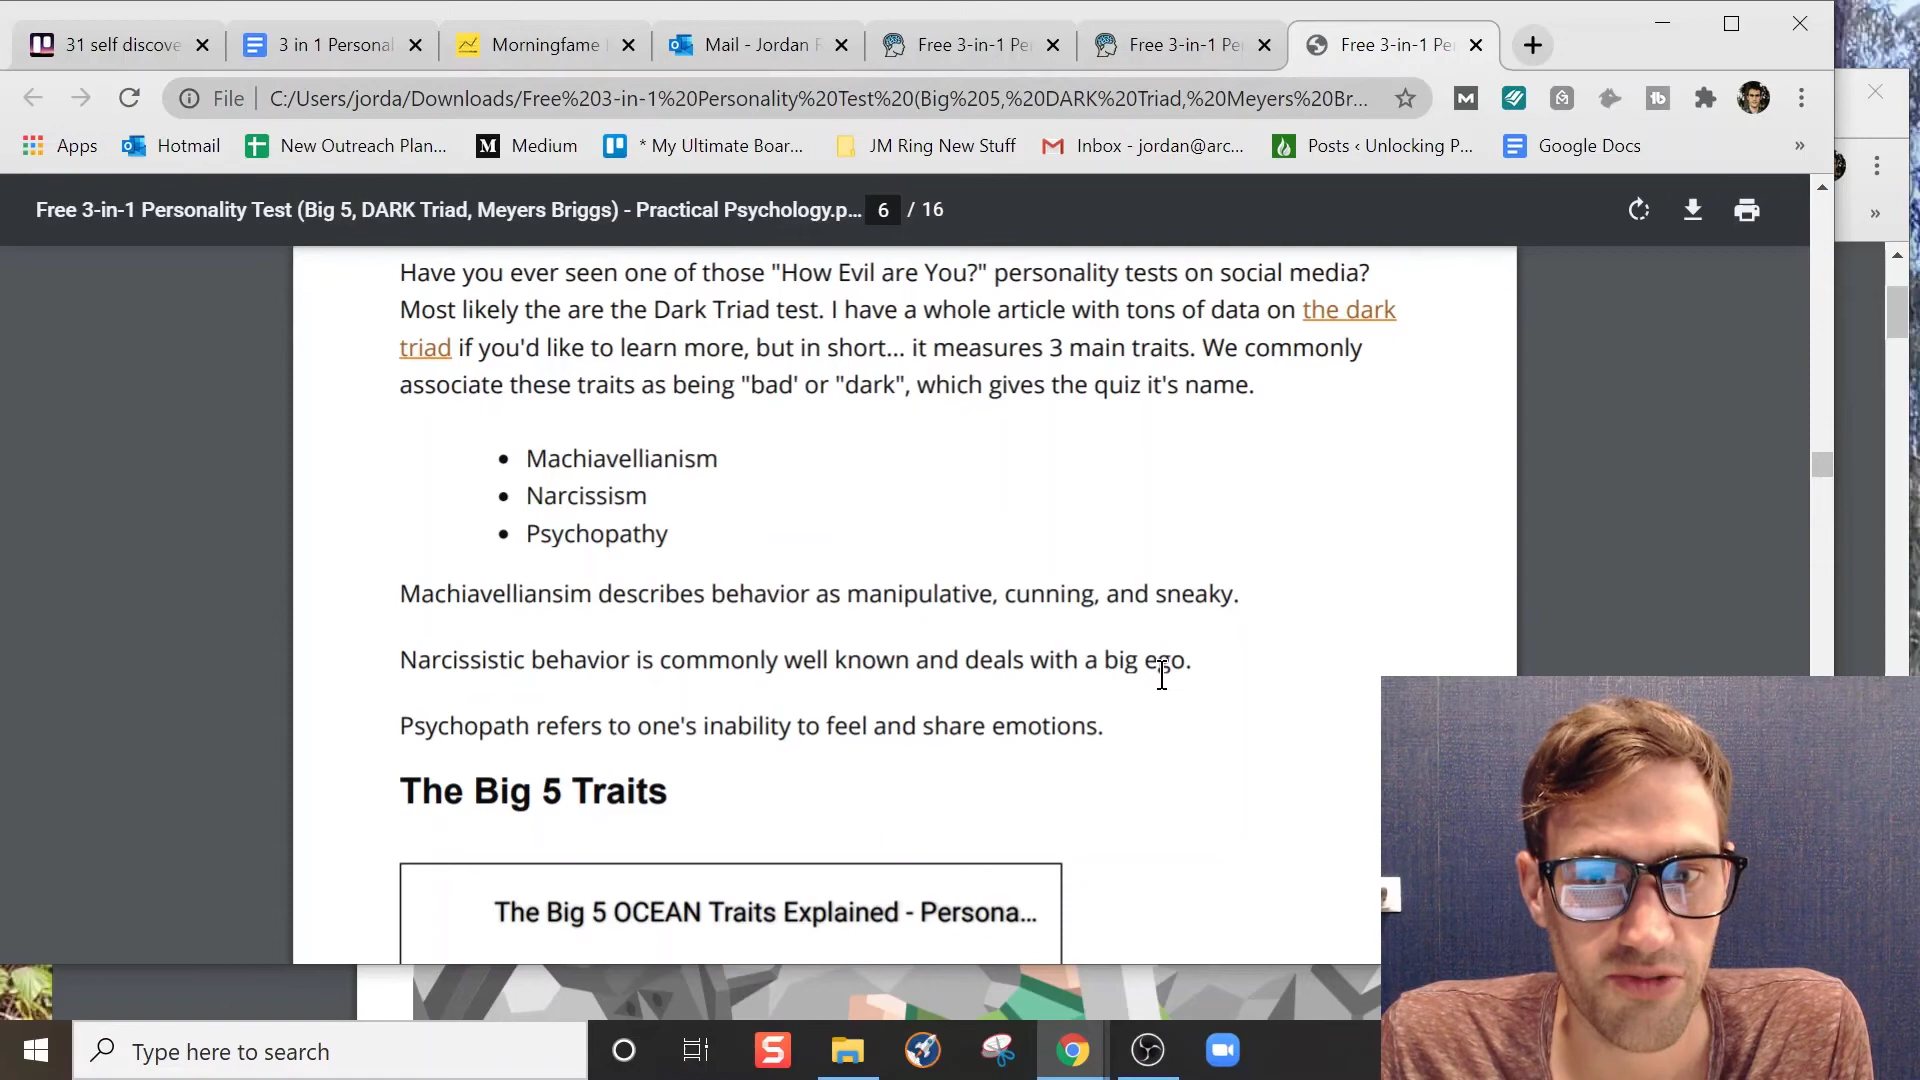 31 self discove
3 in 1 Personal
Morningfame
Mail - Jordan
Free 3-in-1 Pe
Free 3-in-1 Pe
Free 3-in-1 Pe
File
C:/Users/jorda/Downloads/Free%203-in-1%20Personality%20Test%20(Big%205,%20DARK%20Triad,%20Meyers%20Br...
Apps
Hotmail
New Outreach Plan...
Medium
* My Ultimate Boar...
JM Ring New Stuff
Inbox - jordan@arc...
Posts ‹ Unlocking P...
Google Docs
»
»
Free 3-in-1 Personality Test (Big 5, DARK Triad, Meyers Briggs) - Practical Psychology.p...
6 / 16
Have you ever seen one of those "How Evil are You?" personality tests on social media?
Most likely the are the Dark Triad test. I have a whole article with tons of data on the dark
triad if you'd like to learn more, but in short... it measures 3 main traits. We commonly
associate these traits as being "bad' or "dark", which gives the quiz it's name.
• Machiavellianism
• Narcissism
• Psychopathy
Machiavelliansim describes behavior as manipulative, cunning, and sneaky.
Narcissistic behavior is commonly well known and deals with a big ego.
Psychopath refers to one's inability to feel and share emotions.
The Big 5 Traits
The Big 5 OCEAN Traits Explained - Persona...
Type here to search